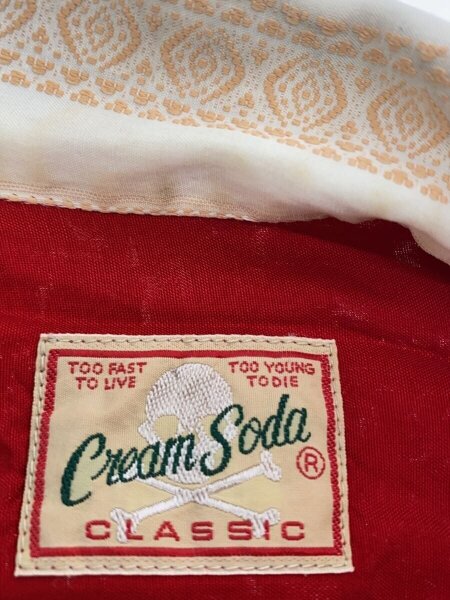 TOO FAST
TO LIVE
TOO YOUNG
TO DIE
Cream Soda
®
CLASSIC